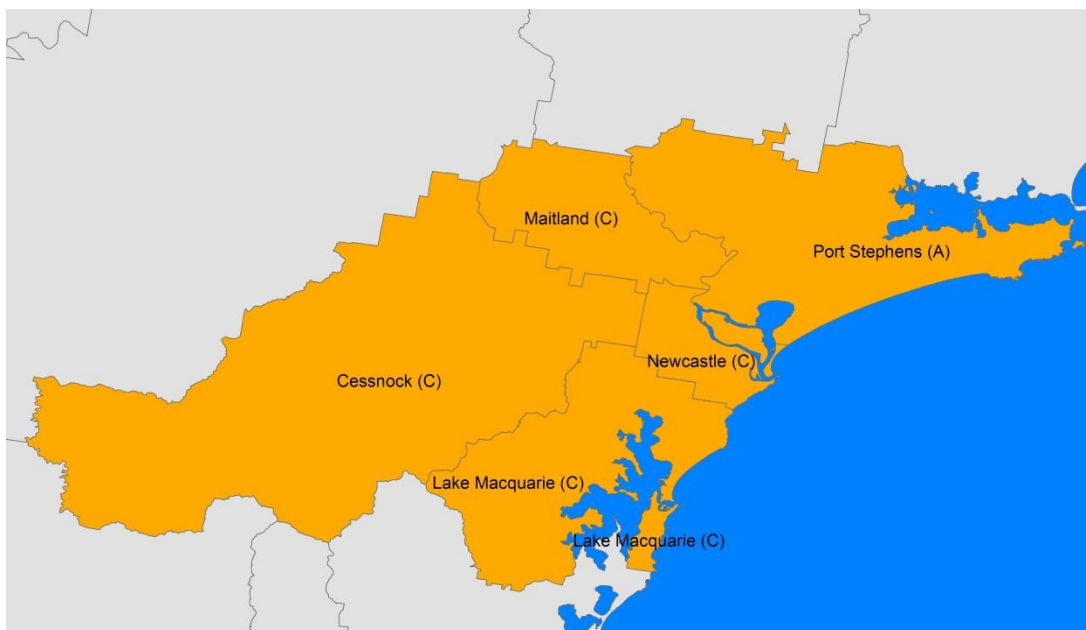 Maitland (C)
Port Stephens (A)
Newcastle (C)
Cessnock (C)
Lake Macquarie (C)
Lake Macquarie (C)